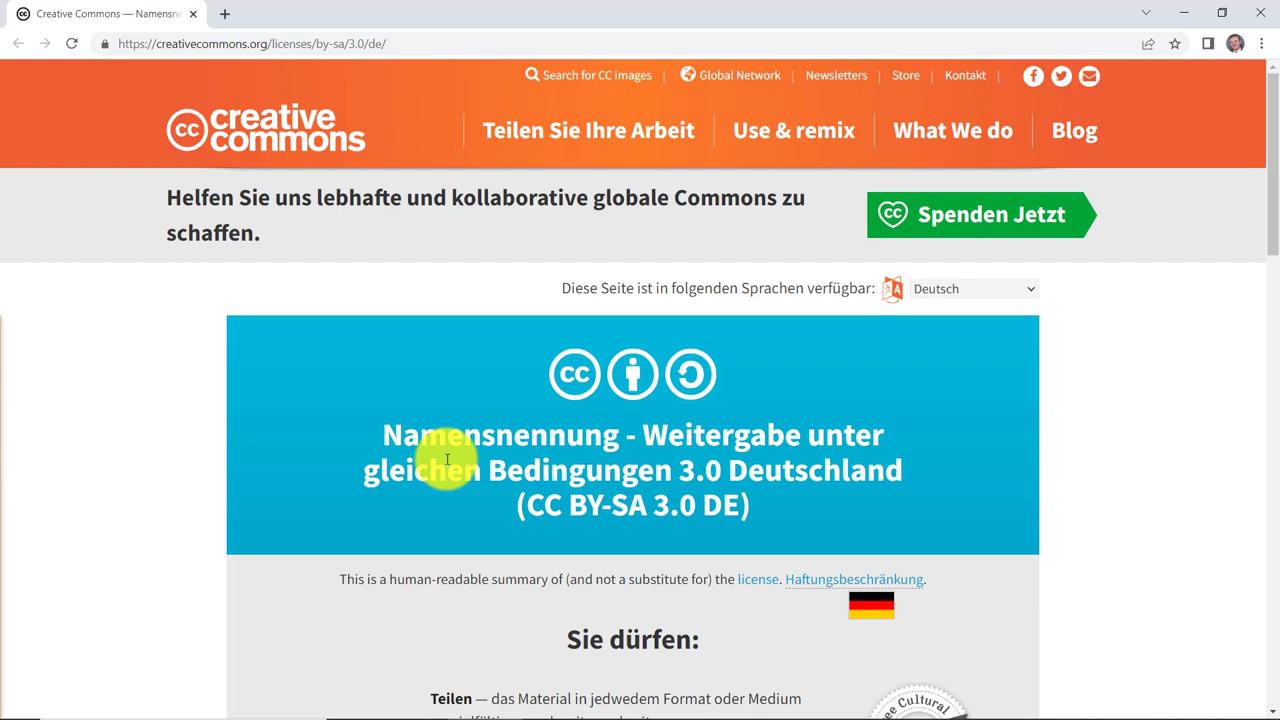 Creative Commons — Namensn
https://creativecommons.org/licenses/by-sa/3.0/de/
Search for CC images | Global Network | Newsletters | Store | Kontakt |
cc creative commons
Teilen Sie Ihre Arbeit
Use & remix
What We do
Blog
Helfen Sie uns lebhafte und kollaborative globale Commons zu
schaffen.
cc Spenden Jetzt
Diese Seite ist in folgenden Sprachen verfügbar:
Deutsch
cc
Namensnennung - Weitergabe unter
gleichen Bedingungen 3.0 Deutschland
(CC BY-SA 3.0 DE)
This is a human-readable summary of (and not a substitute for) the license. Haftungsbeschränkung.
Sie dürfen:
Teilen — das Material in jedwedem Format oder Medium
Cultural